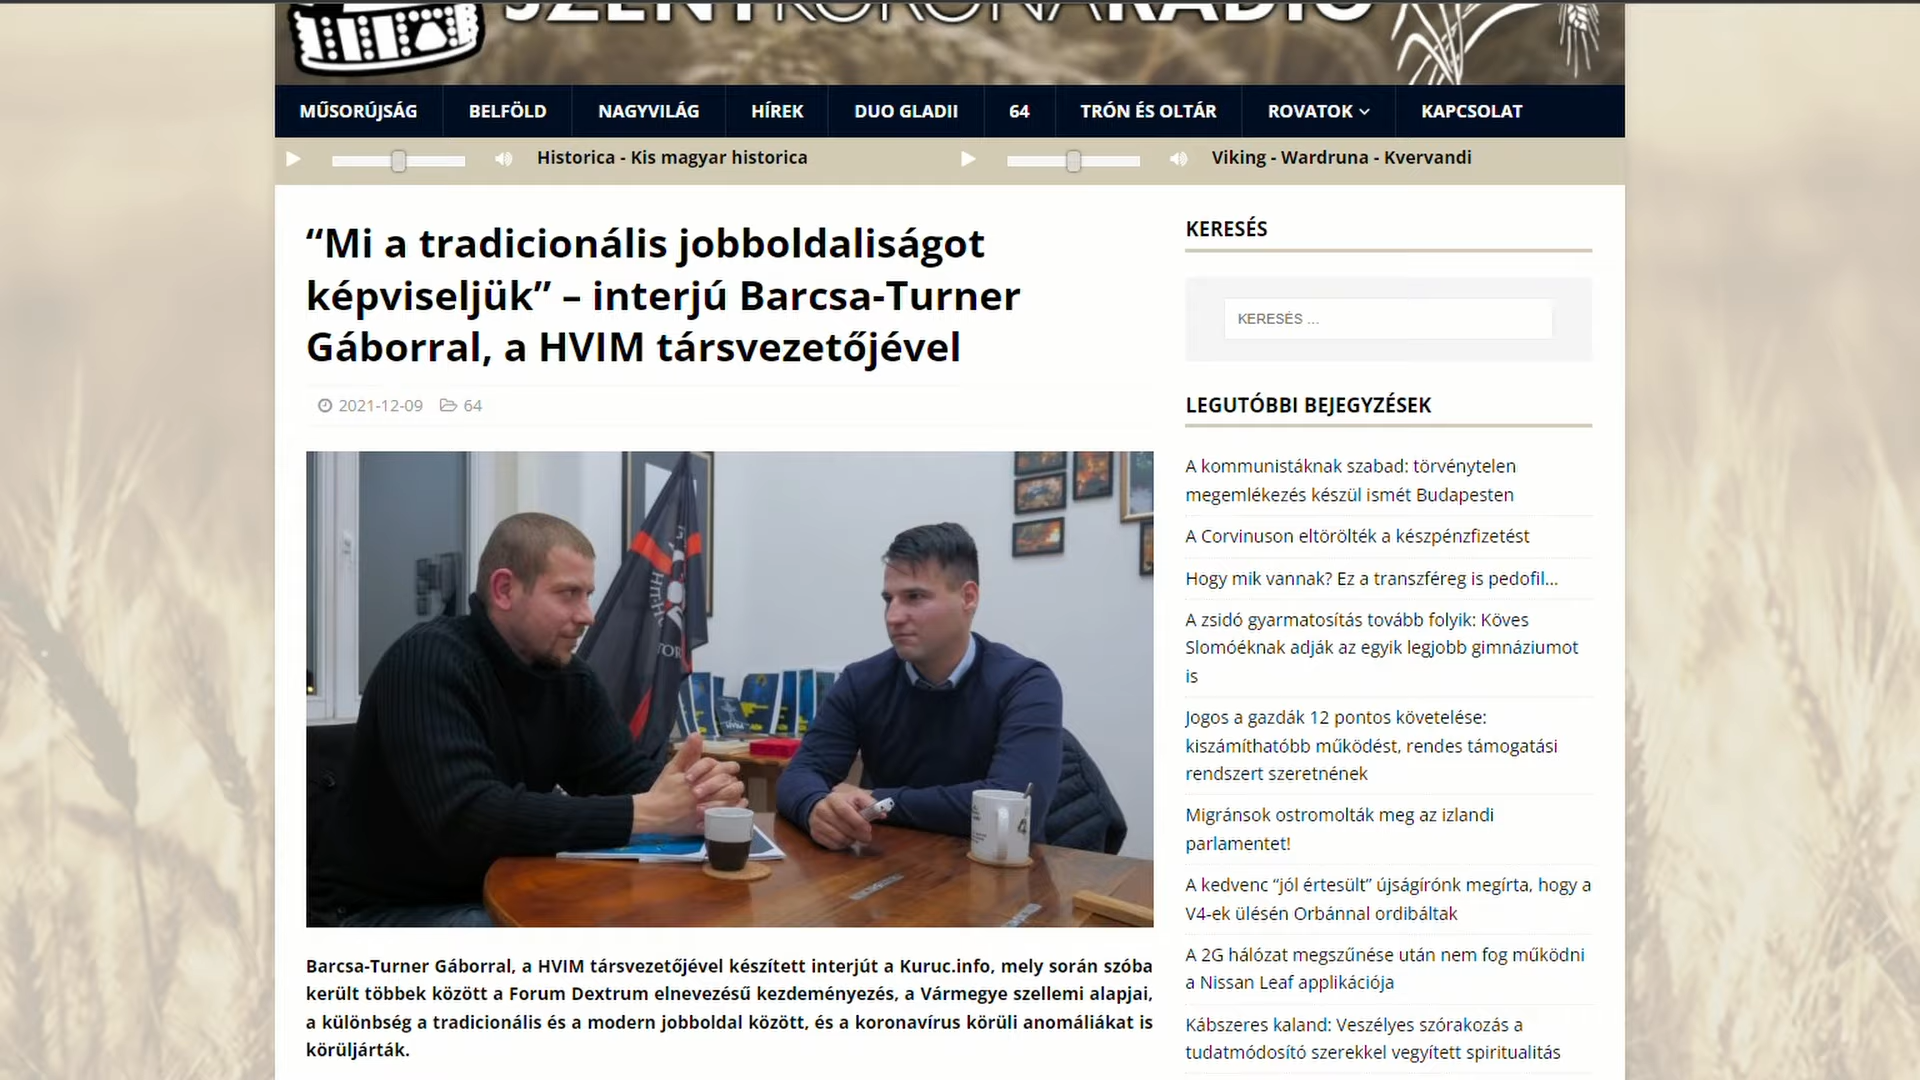 SZENTKORONARÁDIÓ
MŰSORÚJSÁG
BELFÖLD
NAGYVILÁG
HÍREK
DUO GLADII
64
TRÓN ÉS OLTÁR
ROVATOK
KAPCSOLAT
Historica - Kis magyar historica
Viking - Wardruna - Kvervandi
“Mi a tradicionális jobboldaliságot
képviseljük” – interjú Barcsa-Turner
Gáborral, a HVIM társvezetőjével
2021-12-09
64
Barcsa-Turner Gáborral, a HVIM társvezetőjével készített interjút a Kuruc.info, mely során szóba
került többek között a Forum Dextrum elnevezésű kezdeményezés, a Vármegye szellemi alapjai,
a különbség a tradicionális és a modern jobboldal között, és a koronavírus körüli anomáliákat is
körüljárták.
KERESÉS
KERESÉS ...
LEGUTÓBBI BEJEGYZÉSEK
A kommunistáknak szabad: törvénytelen
megemlékezés készül ismét Budapesten
A Corvinuson eltörölték a készpénzfizetést
Hogy mik vannak? Ez a transzféreg is pedofil…
A zsidó gyarmatosítás tovább folyik: Köves
Slomóéknak adják az egyik legjobb gimnáziumot
is
Jogos a gazdák 12 pontos követelése:
kiszámíthatóbb működést, rendes támogatási
rendszert szeretnének
Migránsok ostromolták meg az izlandi
parlamentet!
A kedvenc “jól értesült” újságírónk megírta, hogy a
V4-ek ülésén Orbánnal ordibáltak
A 2G hálózat megszűnése után nem fog működni
a Nissan Leaf applikációja
Kábszeres kaland: Veszélyes szórakozás a
tudatmódosító szerekkel vegyített spiritualitás